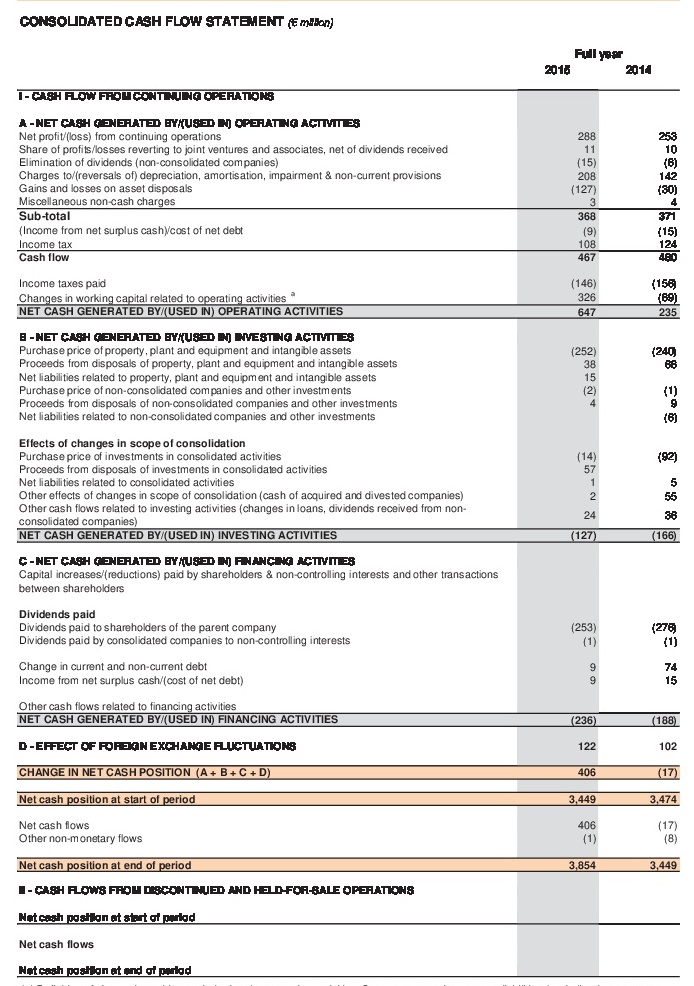 CONSOLIDATED CASH FLOW STATEMENT (€ million)
Full year
2015 2014
I - CASH FLOW FROM CONTINUING OPERATIONS
A - NET CASH GENERATED BY/(USED IN) OPERATING ACTIVITIES
Net profit/(loss) from continuing operations 288 253
Share of profits/losses reverting to joint ventures and associates, net of dividends received 11 10
Elimination of dividends (non-consolidated companies) (15) (8)
Charges to/(reversals of) depreciation, amortisation, impairment & non-current provisions 208 142
Gains and losses on asset disposals (127) (30)
Miscellaneous non-cash charges 3 4
Sub-total 368 371
(Income from net surplus cash)/cost of net debt (9) (15)
Income tax 108 124
Cash flow 467 480
Income taxes paid (146) (156)
Changes in working capital related to operating activities a 326 (89)
NET CASH GENERATED BY/(USED IN) OPERATING ACTIVITIES 647 235
B - NET CASH GENERATED BY/(USED IN) INVESTING ACTIVITIES
Purchase price of property, plant and equipment and intangible assets (252) (240)
Proceeds from disposals of property, plant and equipment and intangible assets 38 68
Net liabilities related to property, plant and equipment and intangible assets 15
Purchase price of non-consolidated companies and other investments (2) (1)
Proceeds from disposals of non-consolidated companies and other investments 4 9
Net liabilities related to non-consolidated companies and other investments (6)
Effects of changes in scope of consolidation
Purchase price of investments in consolidated activities (14) (92)
Proceeds from disposals of investments in consolidated activities 57
Net liabilities related to consolidated activities 1 5
Other effects of changes in scope of consolidation (cash of acquired and divested companies) 2 55
Other cash flows related to investing activities (changes in loans, dividends received from non-
consolidated companies) 24 36
NET CASH GENERATED BY/(USED IN) INVESTING ACTIVITIES (127) (166)
C - NET CASH GENERATED BY/(USED IN) FINANCING ACTIVITIES
Capital increases/(reductions) paid by shareholders & non-controlling interests and other transactions
between shareholders
Dividends paid
Dividends paid to shareholders of the parent company (253) (276)
Dividends paid by consolidated companies to non-controlling interests (1) (1)
Change in current and non-current debt 9 74
Income from net surplus cash/(cost of net debt) 9 15
Other cash flows related to financing activities
NET CASH GENERATED BY/(USED IN) FINANCING ACTIVITIES (236) (188)
D - EFFECT OF FOREIGN EXCHANGE FLUCTUATIONS 122 102
CHANGE IN NET CASH POSITION (A + B + C + D) 406 (17)
Net cash position at start of period 3,449 3,474
Net cash flows 406 (17)
Other non-monetary flows (1) (8)
Net cash position at end of period 3,854 3,449
II - CASH FLOWS FROM DISCONTINUED AND HELD-FOR-SALE OPERATIONS
Net cash position at start of period
Net cash flows
Net cash position at end of period